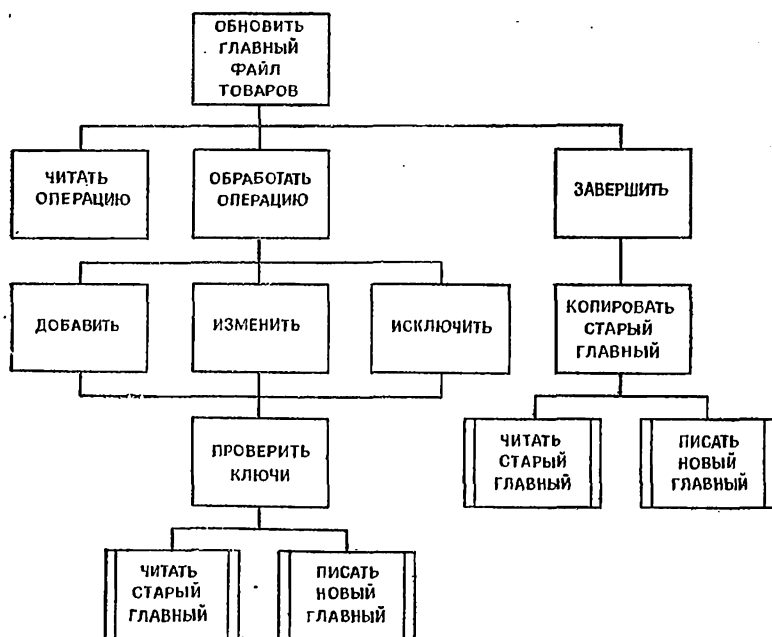 ОБНОВИТЬ
ГЛАВНЫЙ
ФАЙЛ
ТОВАРОВ
ЧИТАТЬ
ОПЕРАЦИЮ
ОБРАБОТАТЬ
ОПЕРАЦИЮ
ЗАВЕРШИТЬ
ДОБАВИТЬ
ИЗМЕНИТЬ
ИСКЛЮЧИТЬ
КОПИРОВАТЬ
СТАРЫЙ
ГЛАВНЫЙ
ПРОВЕРИТЬ
КЛЮЧИ
ЧИТАТЬ
СТАРЫЙ
ГЛАВНЫЙ
ПИСАТЬ
НОВЫЙ
ГЛАВНЫЙ
ЧИТАТЬ
СТАРЫЙ
ГЛАВНЫЙ
ПИСАТЬ
НОВЫЙ
ГЛАВНЫЙ